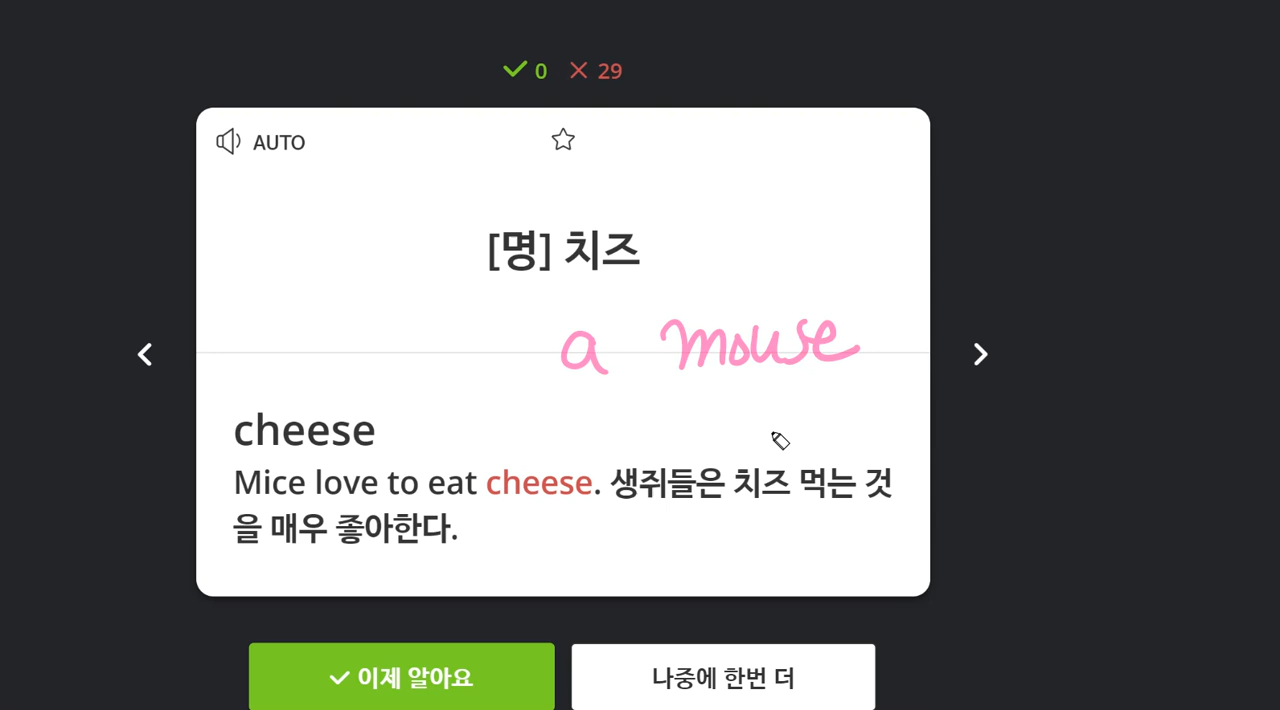 0 29
AUTO
[명] 치즈
a mouse
cheese
Mice love to eat cheese. 생쥐들은 치즈 먹는 것
을 매우 좋아한다.
이제 알아요 나중에 한번 더